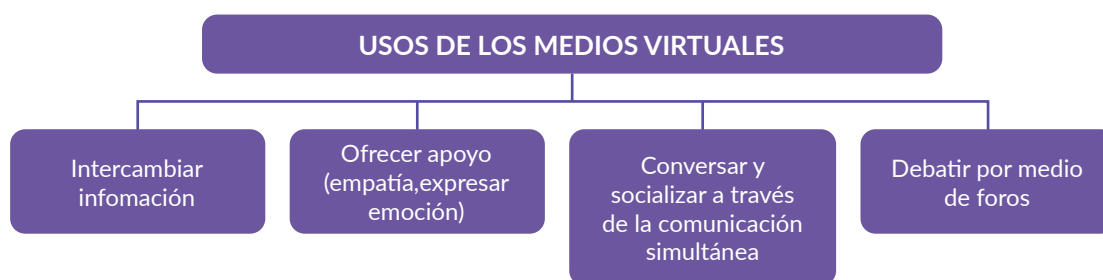 USOS DE LOS MEDIOS VIRTUALES
Intercambiar
infomación
Ofrecer apoyo
(empatía,expresar
emoción)
Conversar y
socializar a través
de la comunicación
simultánea
Debatir por medio
de foros